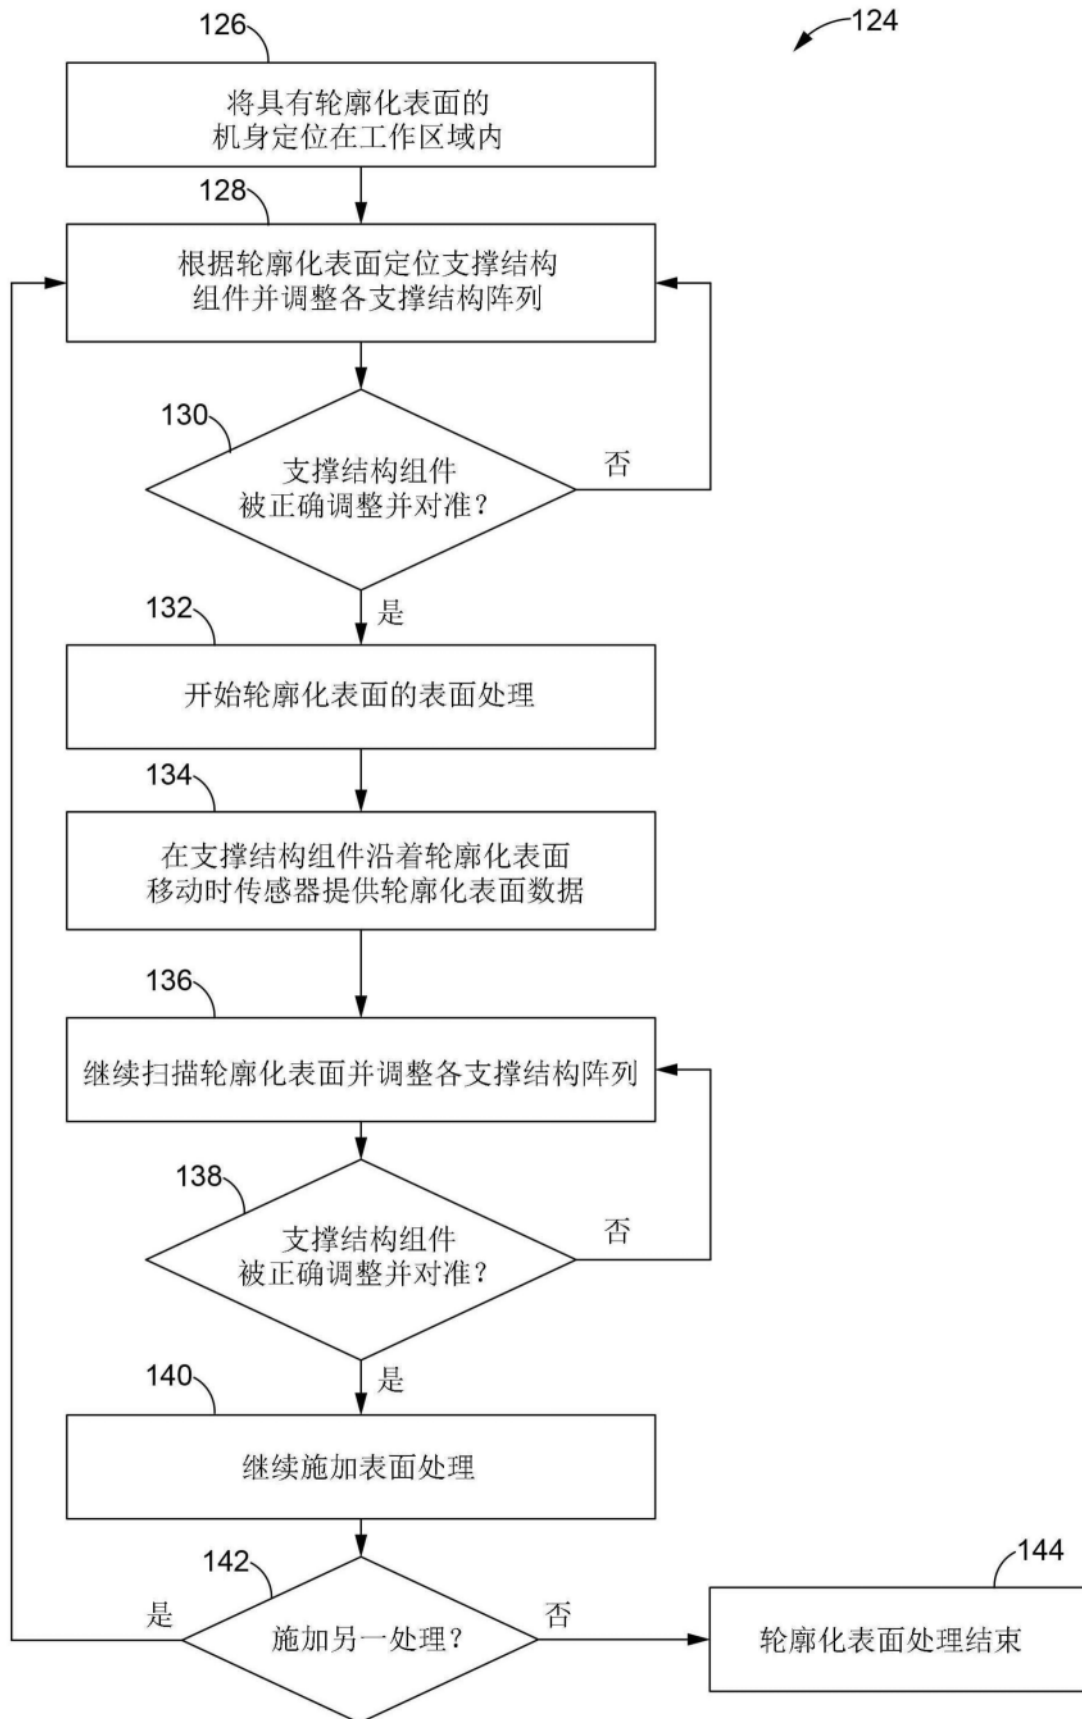 124
126
将具有轮廓化表面的
机身定位在工作区域内
128
根据轮廓化表面定位支撑结构
组件并调整各支撑结构阵列
130
支撑结构组件
被正确调整并对准?
否
是
132
开始轮廓化表面的表面处理
134
在支撑结构组件沿着轮廓化表面
移动时传感器提供轮廓化表面数据
136
继续扫描轮廓化表面并调整各支撑结构阵列
138
支撑结构组件
被正确调整并对准?
否
是
140
继续施加表面处理
142
施加另一处理?
是
否
144
轮廓化表面处理结束